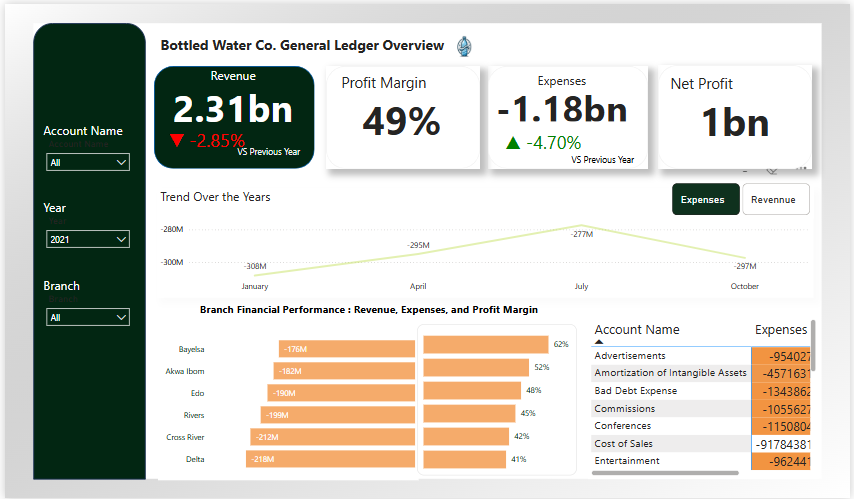 Bottled Water Co. General Ledger Overview
Revenue
2.31bn
-2.85%
VS Previous Year
Profit Margin
49%
Expenses
-1.18bn
-4.70%
VS Previous Year
Net Profit
1bn
Account Name
All
Year
2021
Branch
All
Trend Over the Years
Expenses
Revennue
-280M
-300M
-308M
-295M
-277M
-297M
January
April
July
October
Branch Financial Performance : Revenue, Expenses, and Profit Margin
Bayelsa -176M 62%
Akwa Ibom -182M 52%
Edo -190M 48%
Rivers -199M 45%
Cross River -212M 42%
Delta -218M 41%
Account Name Expenses
Advertisements -954027
Amortization of Intangible Assets -4571631
Bad Debt Expense -1343862
Commissions -1055627
Conferences -1150804
Cost of Sales -91784381
Entertainment -962441